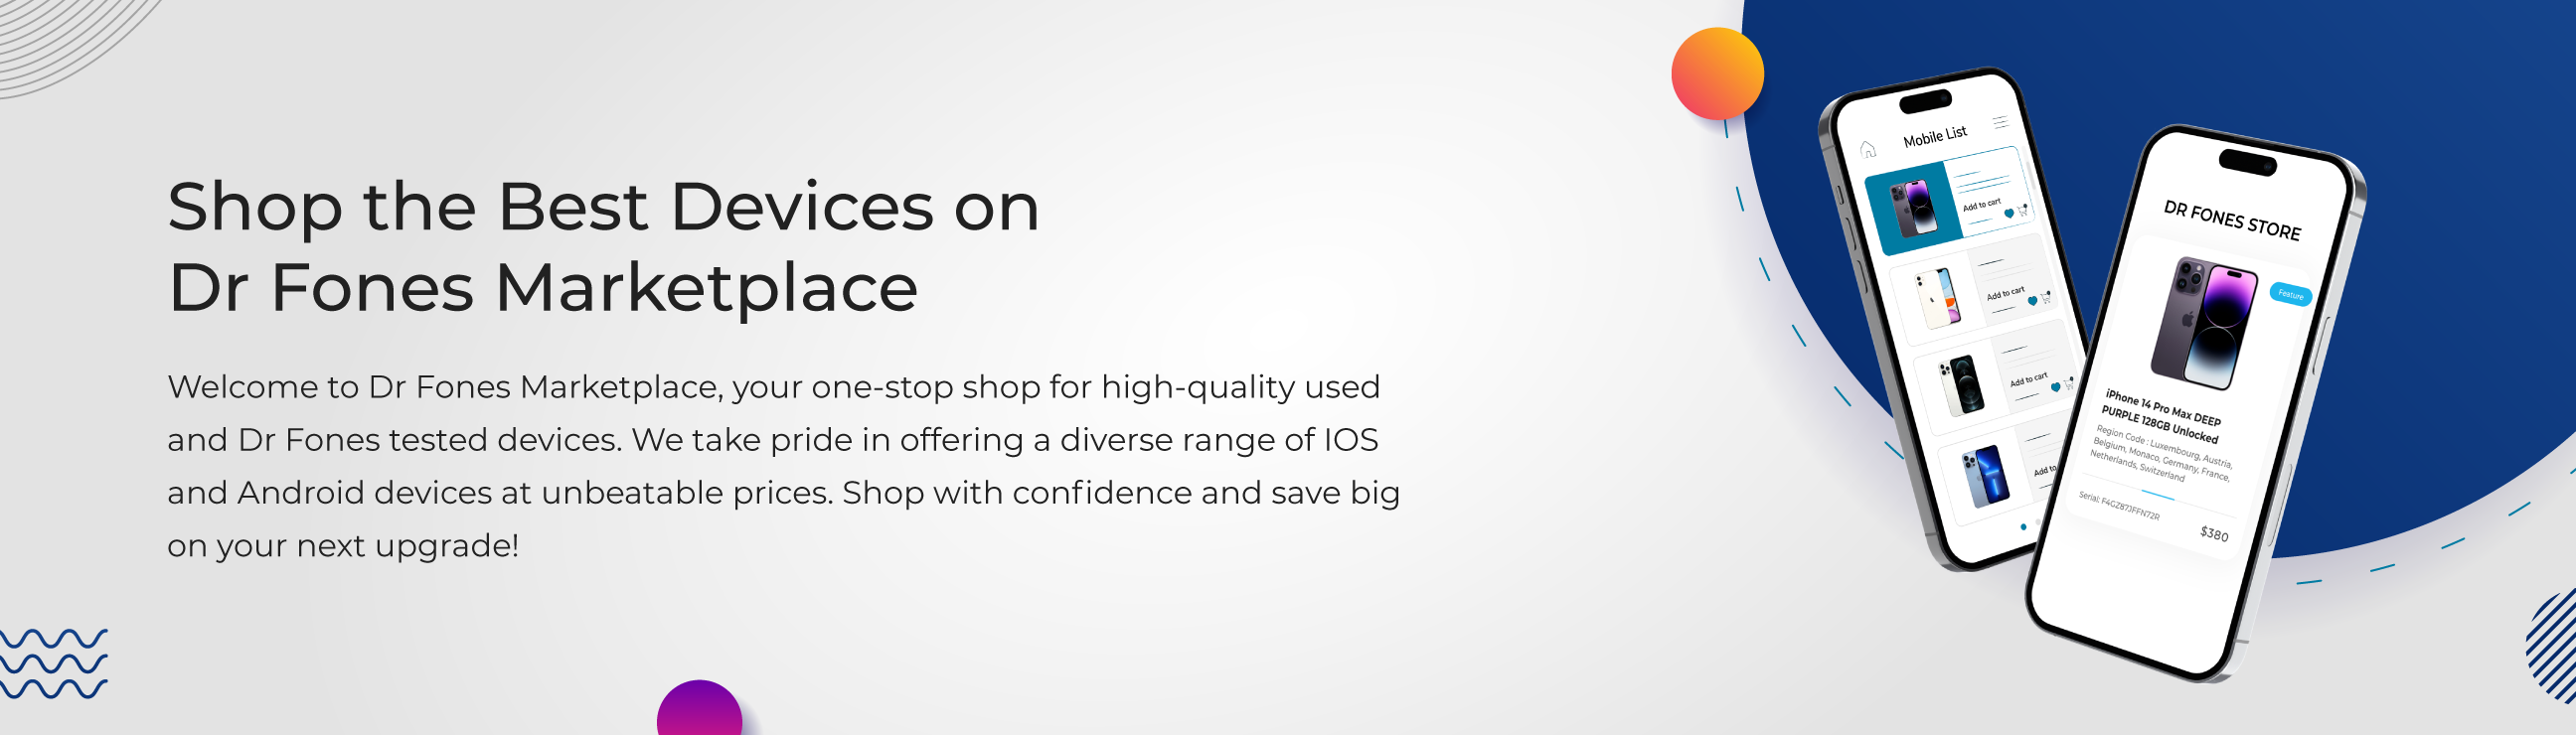 Shop the Best Devices on
Dr Fones Marketplace
Welcome to Dr Fones Marketplace, your one-stop shop for high-quality used
and Dr Fones tested devices. We take pride in offering a diverse range of IOS
and Android devices at unbeatable prices. Shop with confidence and save big
on your next upgrade!
Mobile List
Add to cart
Add to cart
Add to cart
Add to
DR FONES STORE
Feature
iPhone 14 Pro Max DEEP
PURPLE 128GB Unlocked
Region Code : Luxembourg, Austria,
Belgium, Monaco, Germany, France,
Netherlands, Switzerland
Serial: F4GZ87JFFN72R
$380